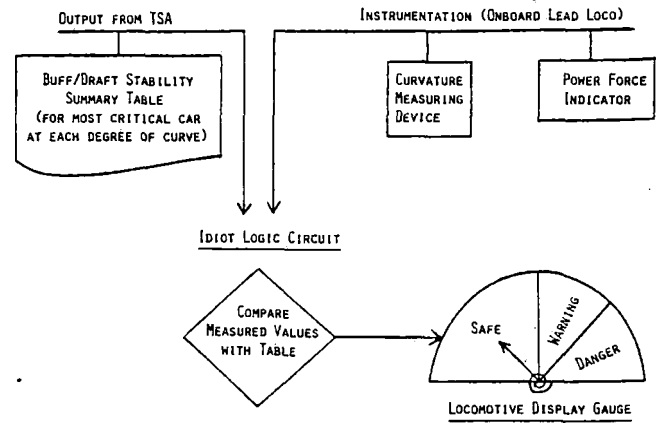 OUTPUT FROM TSA
INSTRUMENTATION (ONBOARD LEAD LOCO)
BUFF/DRAFT STABILITY
SUMMARY TABLE
(FOR MOST CRITICAL CAR
AT EACH DEGREE OF CURVE)
CURVATURE
MEASURING
DEVICE
POWER FORCE
INDICATOR
IDIOT LOGIC CIRCUIT
COMPARE
MEASURED VALUES
WITH TABLE
SAFE
WARNING
DANGER
LOCOMOTIVE DISPLAY GAUGE